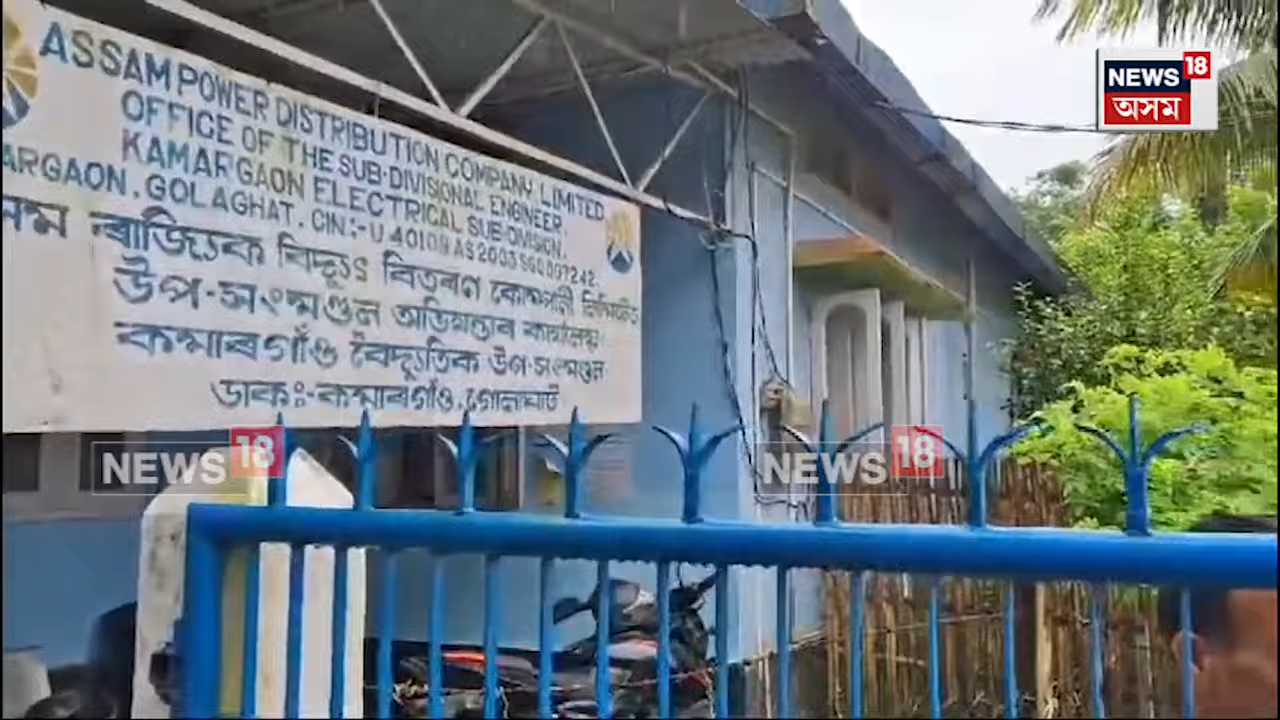 ASSAM POWER DISTRIBUTION COMPANY LIMITED
OFFICE OF THE SUB-DIVISIONAL ENGINEER.
KAMARGAON ELECTRICAL SUB-DIVISION.
ARGAON. GOLAGHAT. CIN:-U 40109 AS2003
ৰাজ্যিক বিদ্যুৎ বিতৰণ কোম্পানী লিমিটেড
উপ-সংমণ্ডল অভিযন্তাৰ কাৰ্য্যালয়
কমাৰগাঁও বৈদ্যুতিক উপ-সংমণ্ডল
ডাকঃ-কমাৰগাঁও, গোলাঘাট
NEWS 18
অসম
NEWS 18
NEWS 18